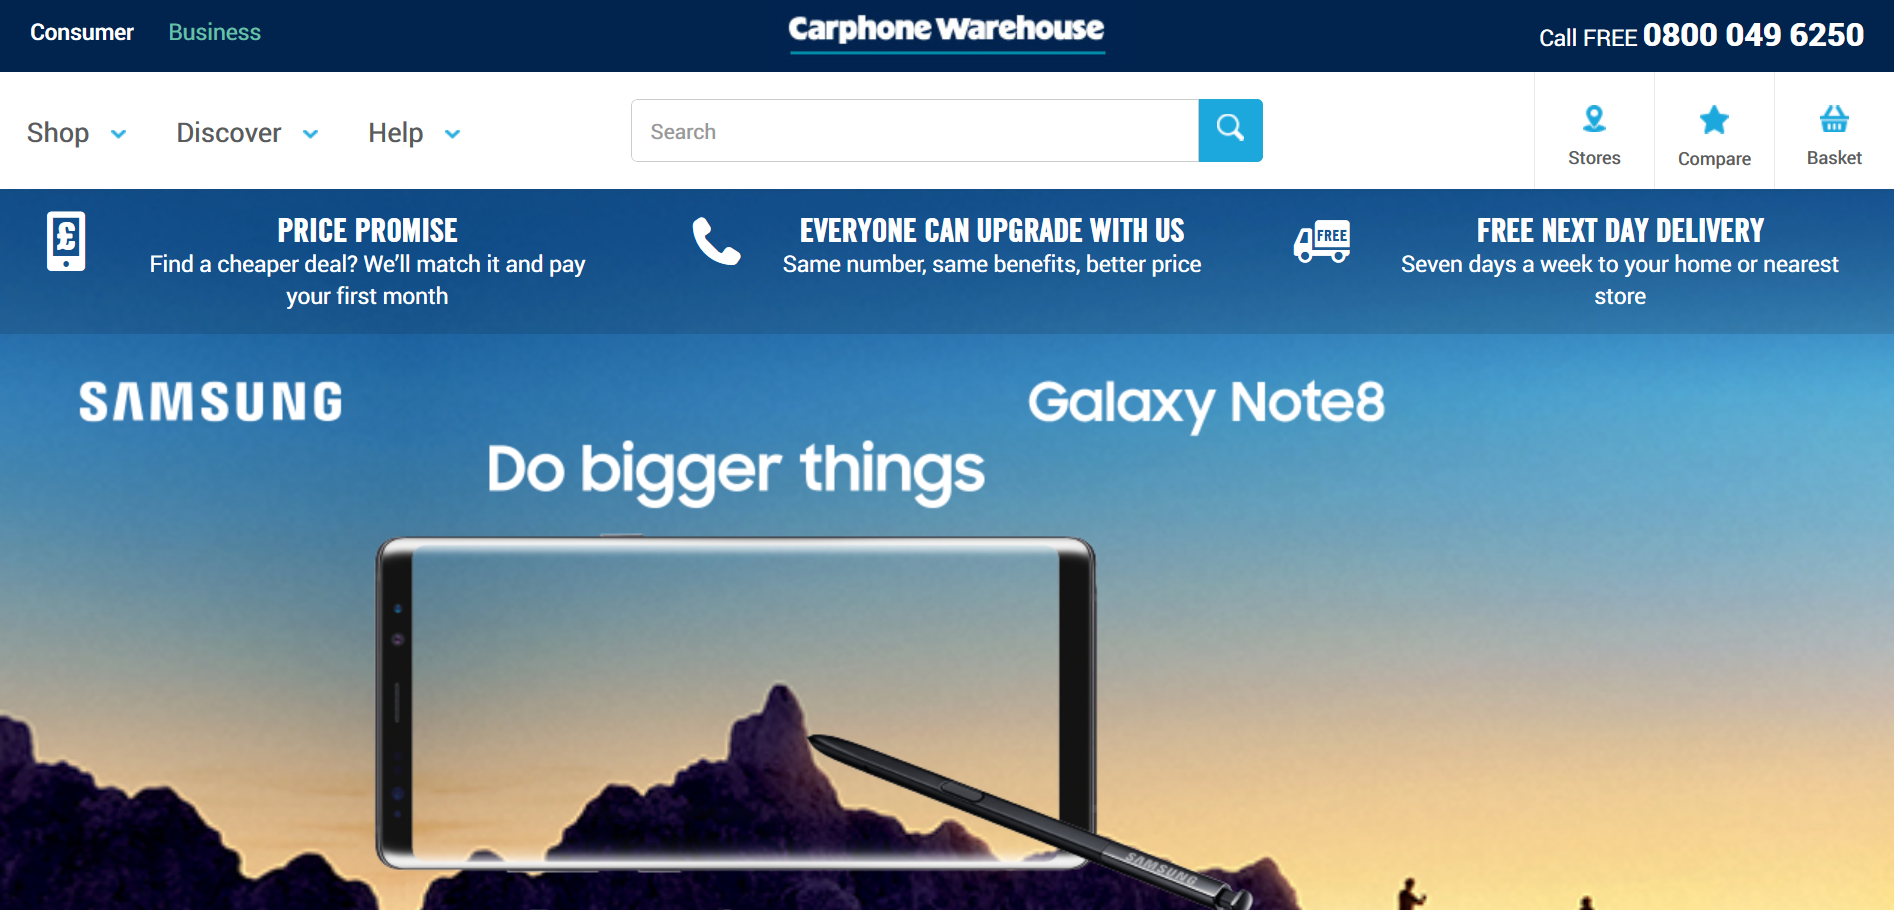 Consumer Business
Carphone Warehouse
Call FREE 0800 049 6250
Shop Discover Help
Search
Stores
Compare
Basket
£
PRICE PROMISE
Find a cheaper deal? We'll match it and pay
your first month
EVERYONE CAN UPGRADE WITH US
Same number, same benefits, better price
FREE
FREE NEXT DAY DELIVERY
Seven days a week to your home or nearest
store
SAMSUNG
Galaxy Note8
Do bigger things
SAMSUNG